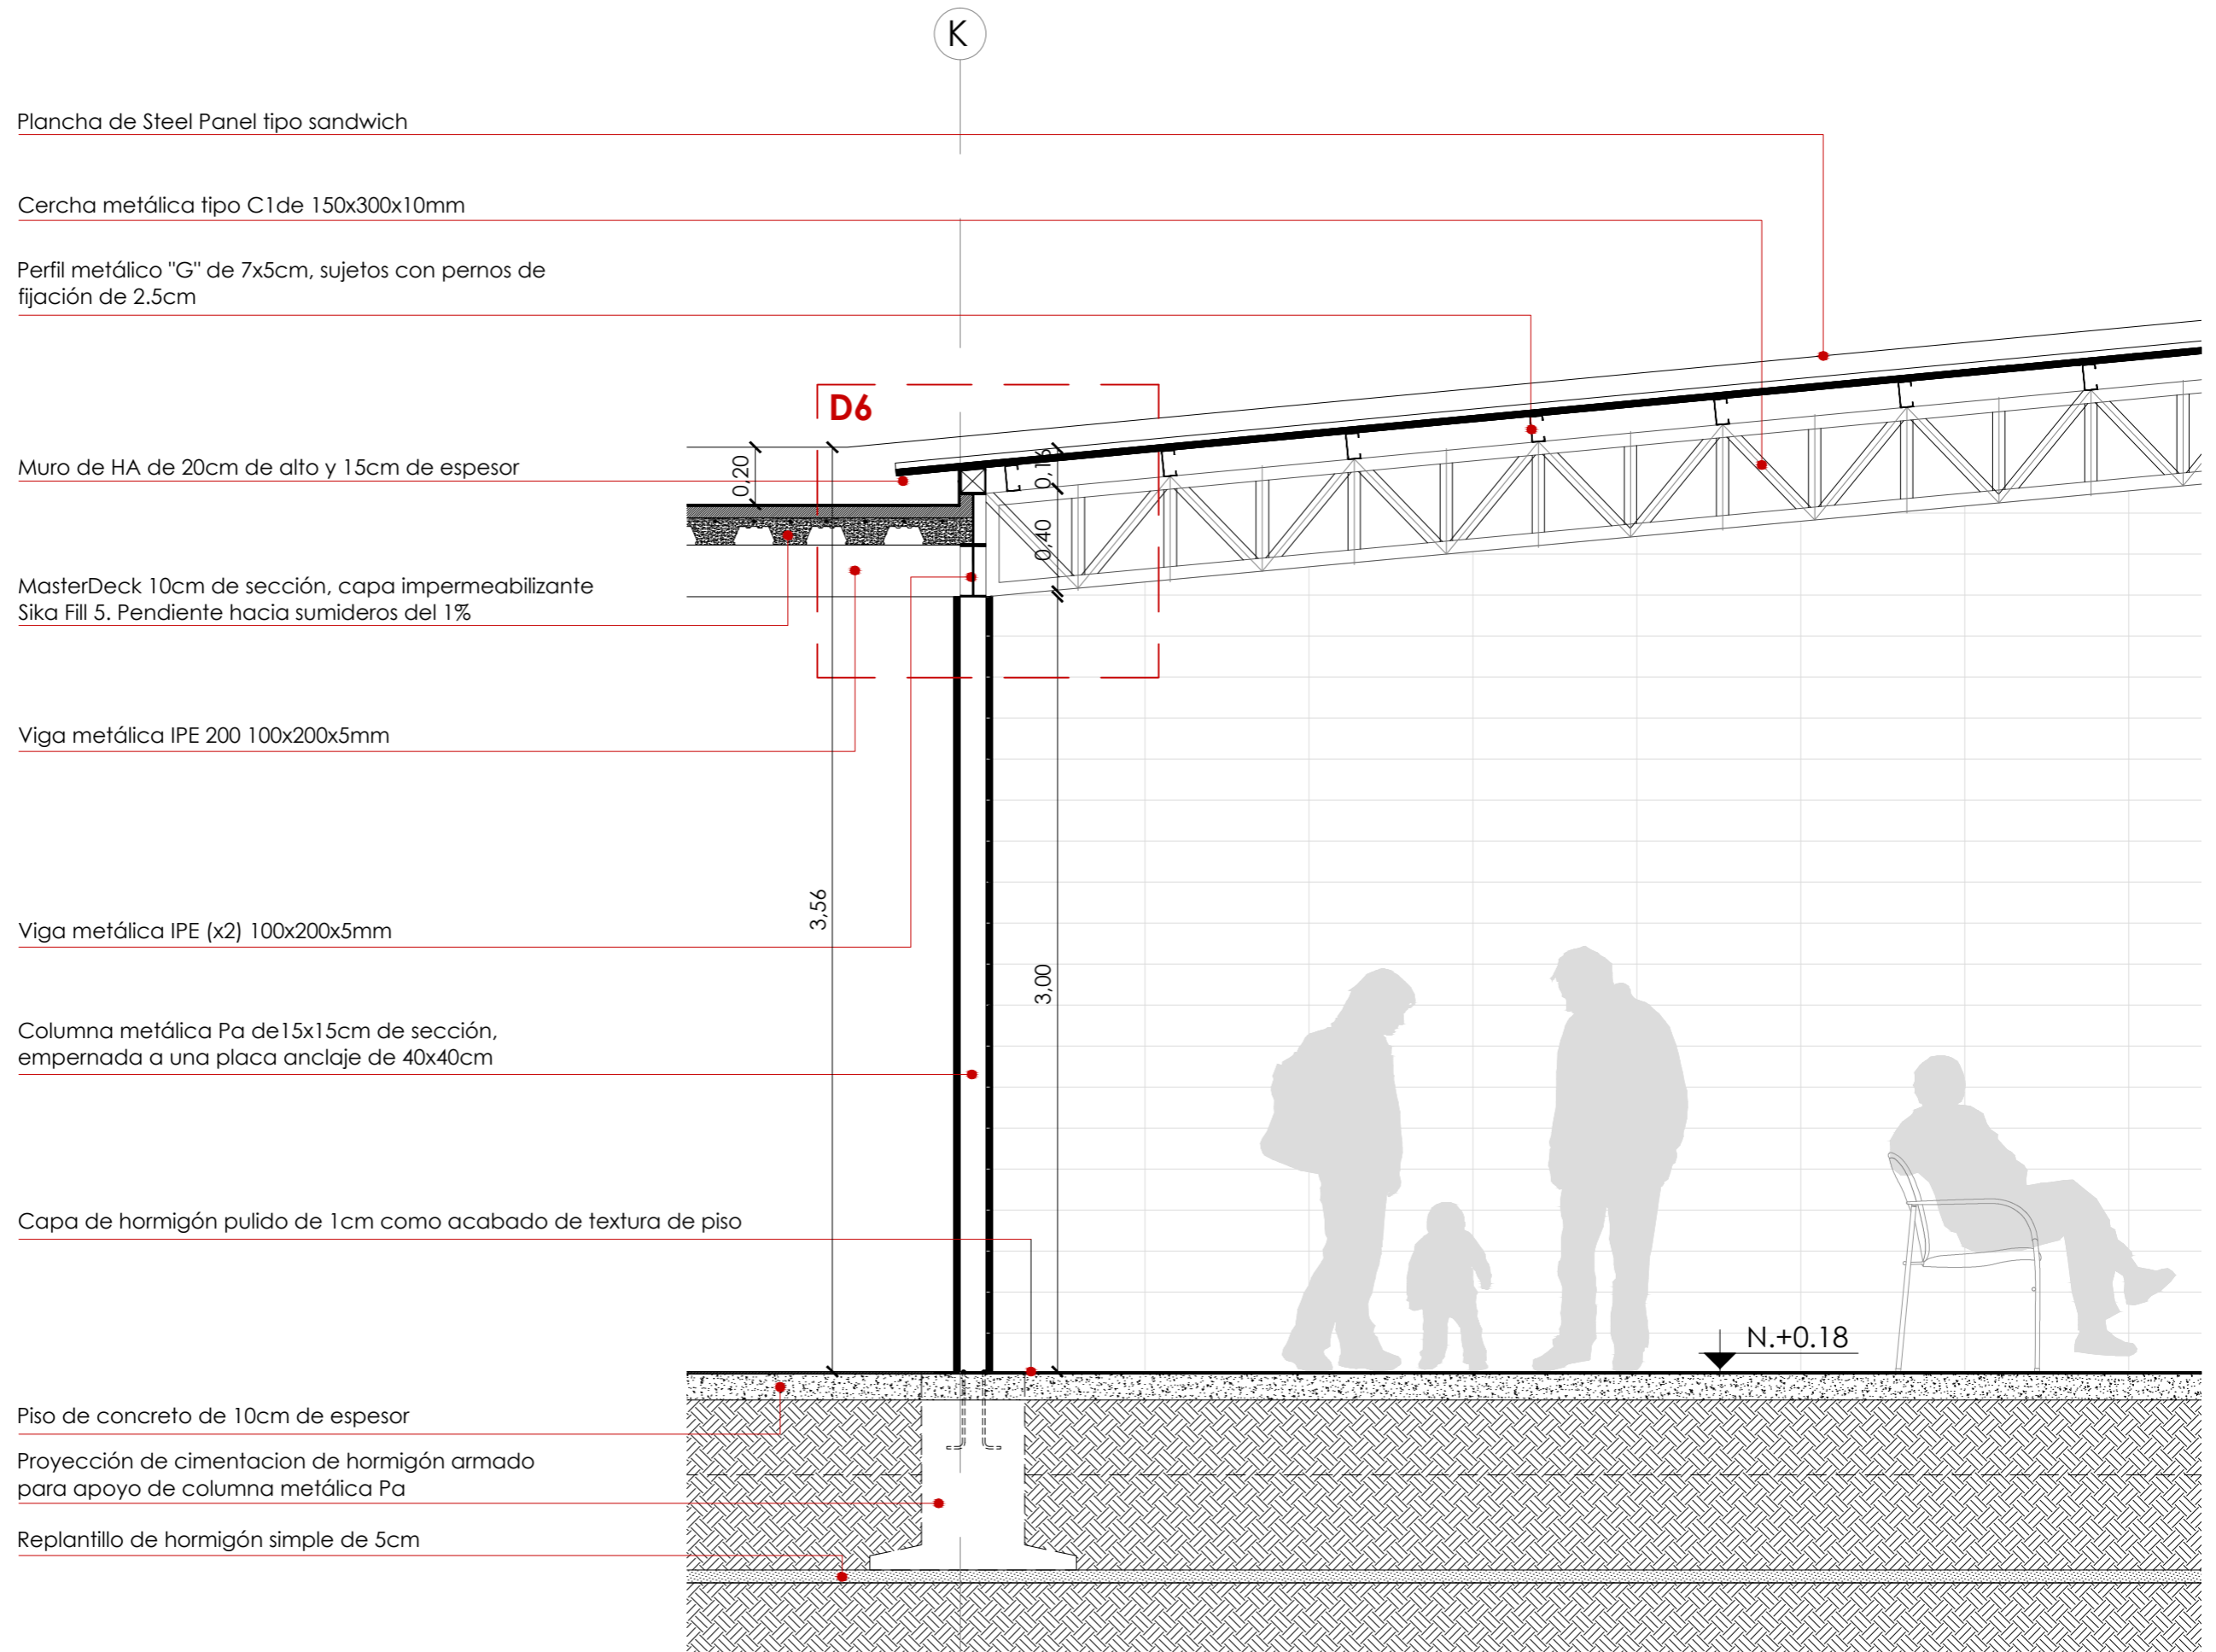 K
Plancha de Steel Panel tipo sandwich
Cercha metálica tipo C1de 150x300x10mm
Perfil metálico "G" de 7x5cm, sujetos con pernos de
fijación de 2.5cm
D6
Muro de HA de 20cm de alto y 15cm de espesor
0,20
0,16
0,40
MasterDeck 10cm de sección, capa impermeabilizante
Sika Fill 5. Pendiente hacia sumideros del 1%
Viga metálica IPE 200 100x200x5mm
3,56
Viga metálica IPE (x2) 100x200x5mm
3,00
Columna metálica Pa de15x15cm de sección,
empernada a una placa anclaje de 40x40cm
Capa de hormigón pulido de 1cm como acabado de textura de piso
N.+0.18
Piso de concreto de 10cm de espesor
Proyección de cimentacion de hormigón armado
para apoyo de columna metálica Pa
Replantillo de hormigón simple de 5cm